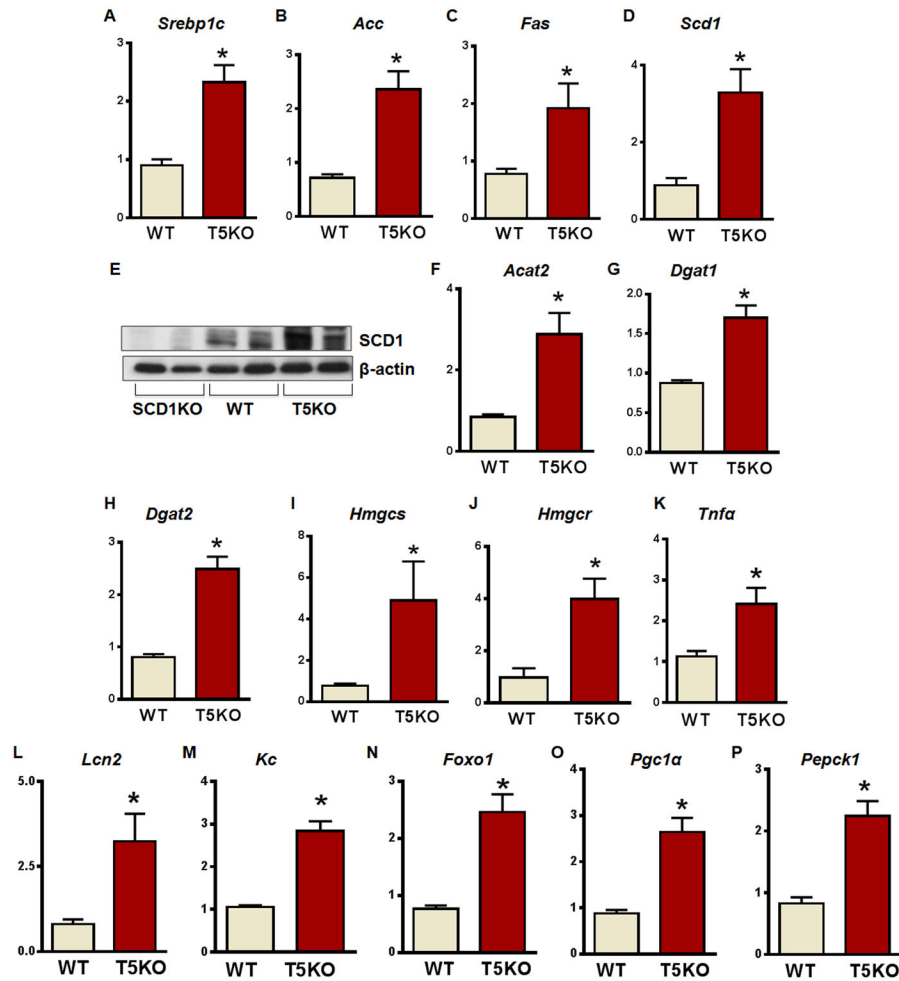 A Srebp1c B Acc C Fas D Scd1
3 3 3 4
2 2 2 2
1 1 1
0 0 0 0
WT T5KO WT T5KO WT T5KO WT T5KO
* * * *
E F Acat2 G Dgat1
SCD1
β-actin
SCD1KO WT T5KO
4 2.0
2 1.5
0 1.0
0.5
0.0
* *
WT T5KO WT T5KO
H Dgat2 I Hmgcs J Hmgcr K Tnfα
3 8 6 4
2 6 4 3
1 4 2 2
0 2 0 1
0 0
* * * *
WT T5KO WT T5KO WT T5KO WT T5KO
L Lcn2 M Kc N Foxo1 O Pgc1α P Pepck1
5.0 4 3 4 3
2.5 3 2 3 2
0.0 2 1 2 1
1 0 1 0
0 0
* * * * *
WT T5KO WT T5KO WT T5KO WT T5KO WT T5KO